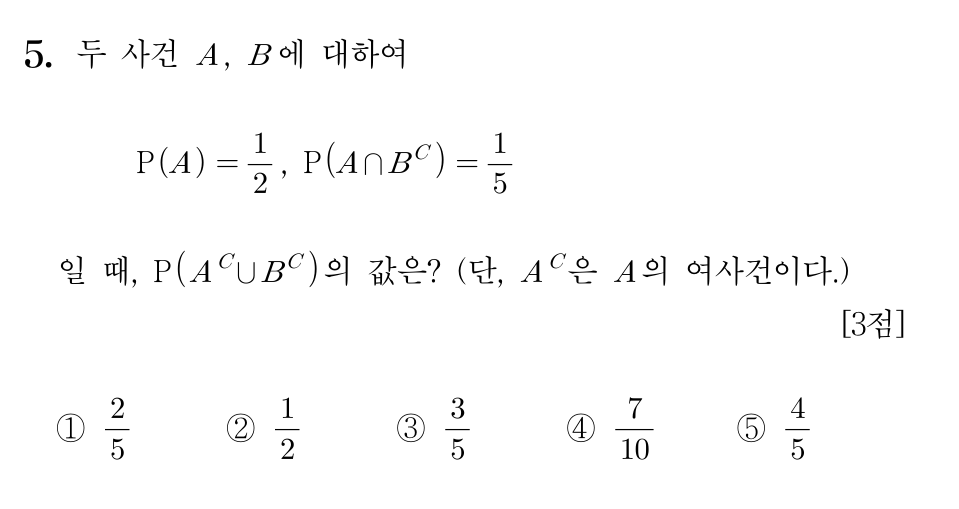 5. 두 사건 A, B에 대하여
P(A) = 1/2, P(A∩B^C) = 1/5
일 때, P(A^C∪B^C)의 값은? (단, A^C은 A의 여사건이다.)
[3점]
① 2/5 ② 1/2 ③ 3/5 ④ 7/10 ⑤ 4/5